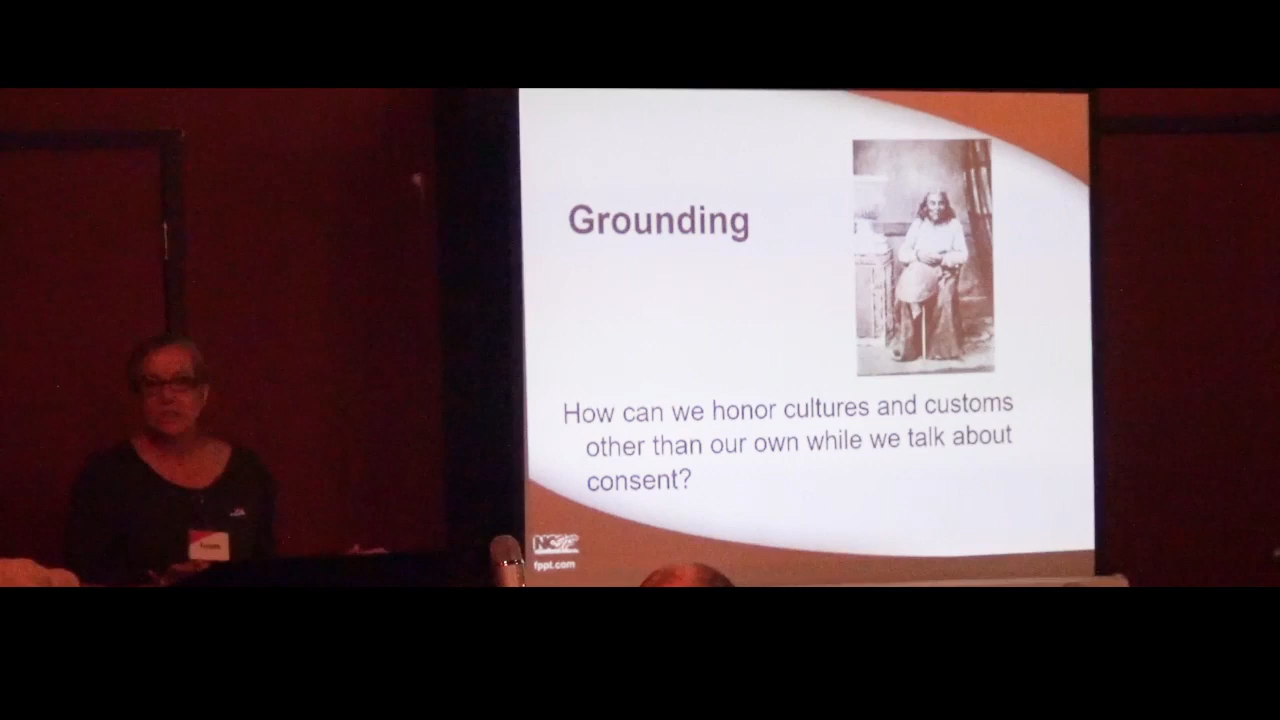 Grounding
How can we honor cultures and customs
other than our own while we talk about
consent?
fppl.com